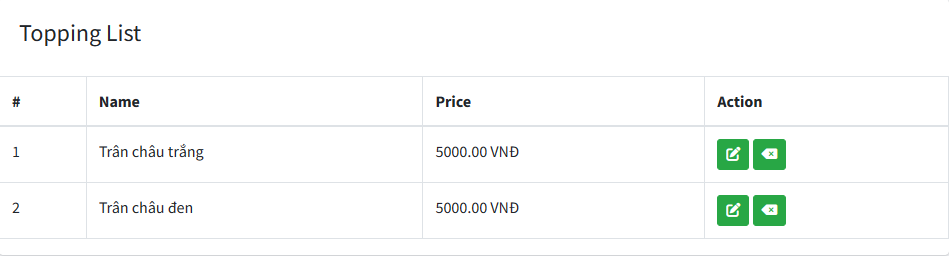 Topping List
# Name Price Action
1 Trân châu trắng 5000.00 VNĐ
2 Trân châu đen 5000.00 VNĐ